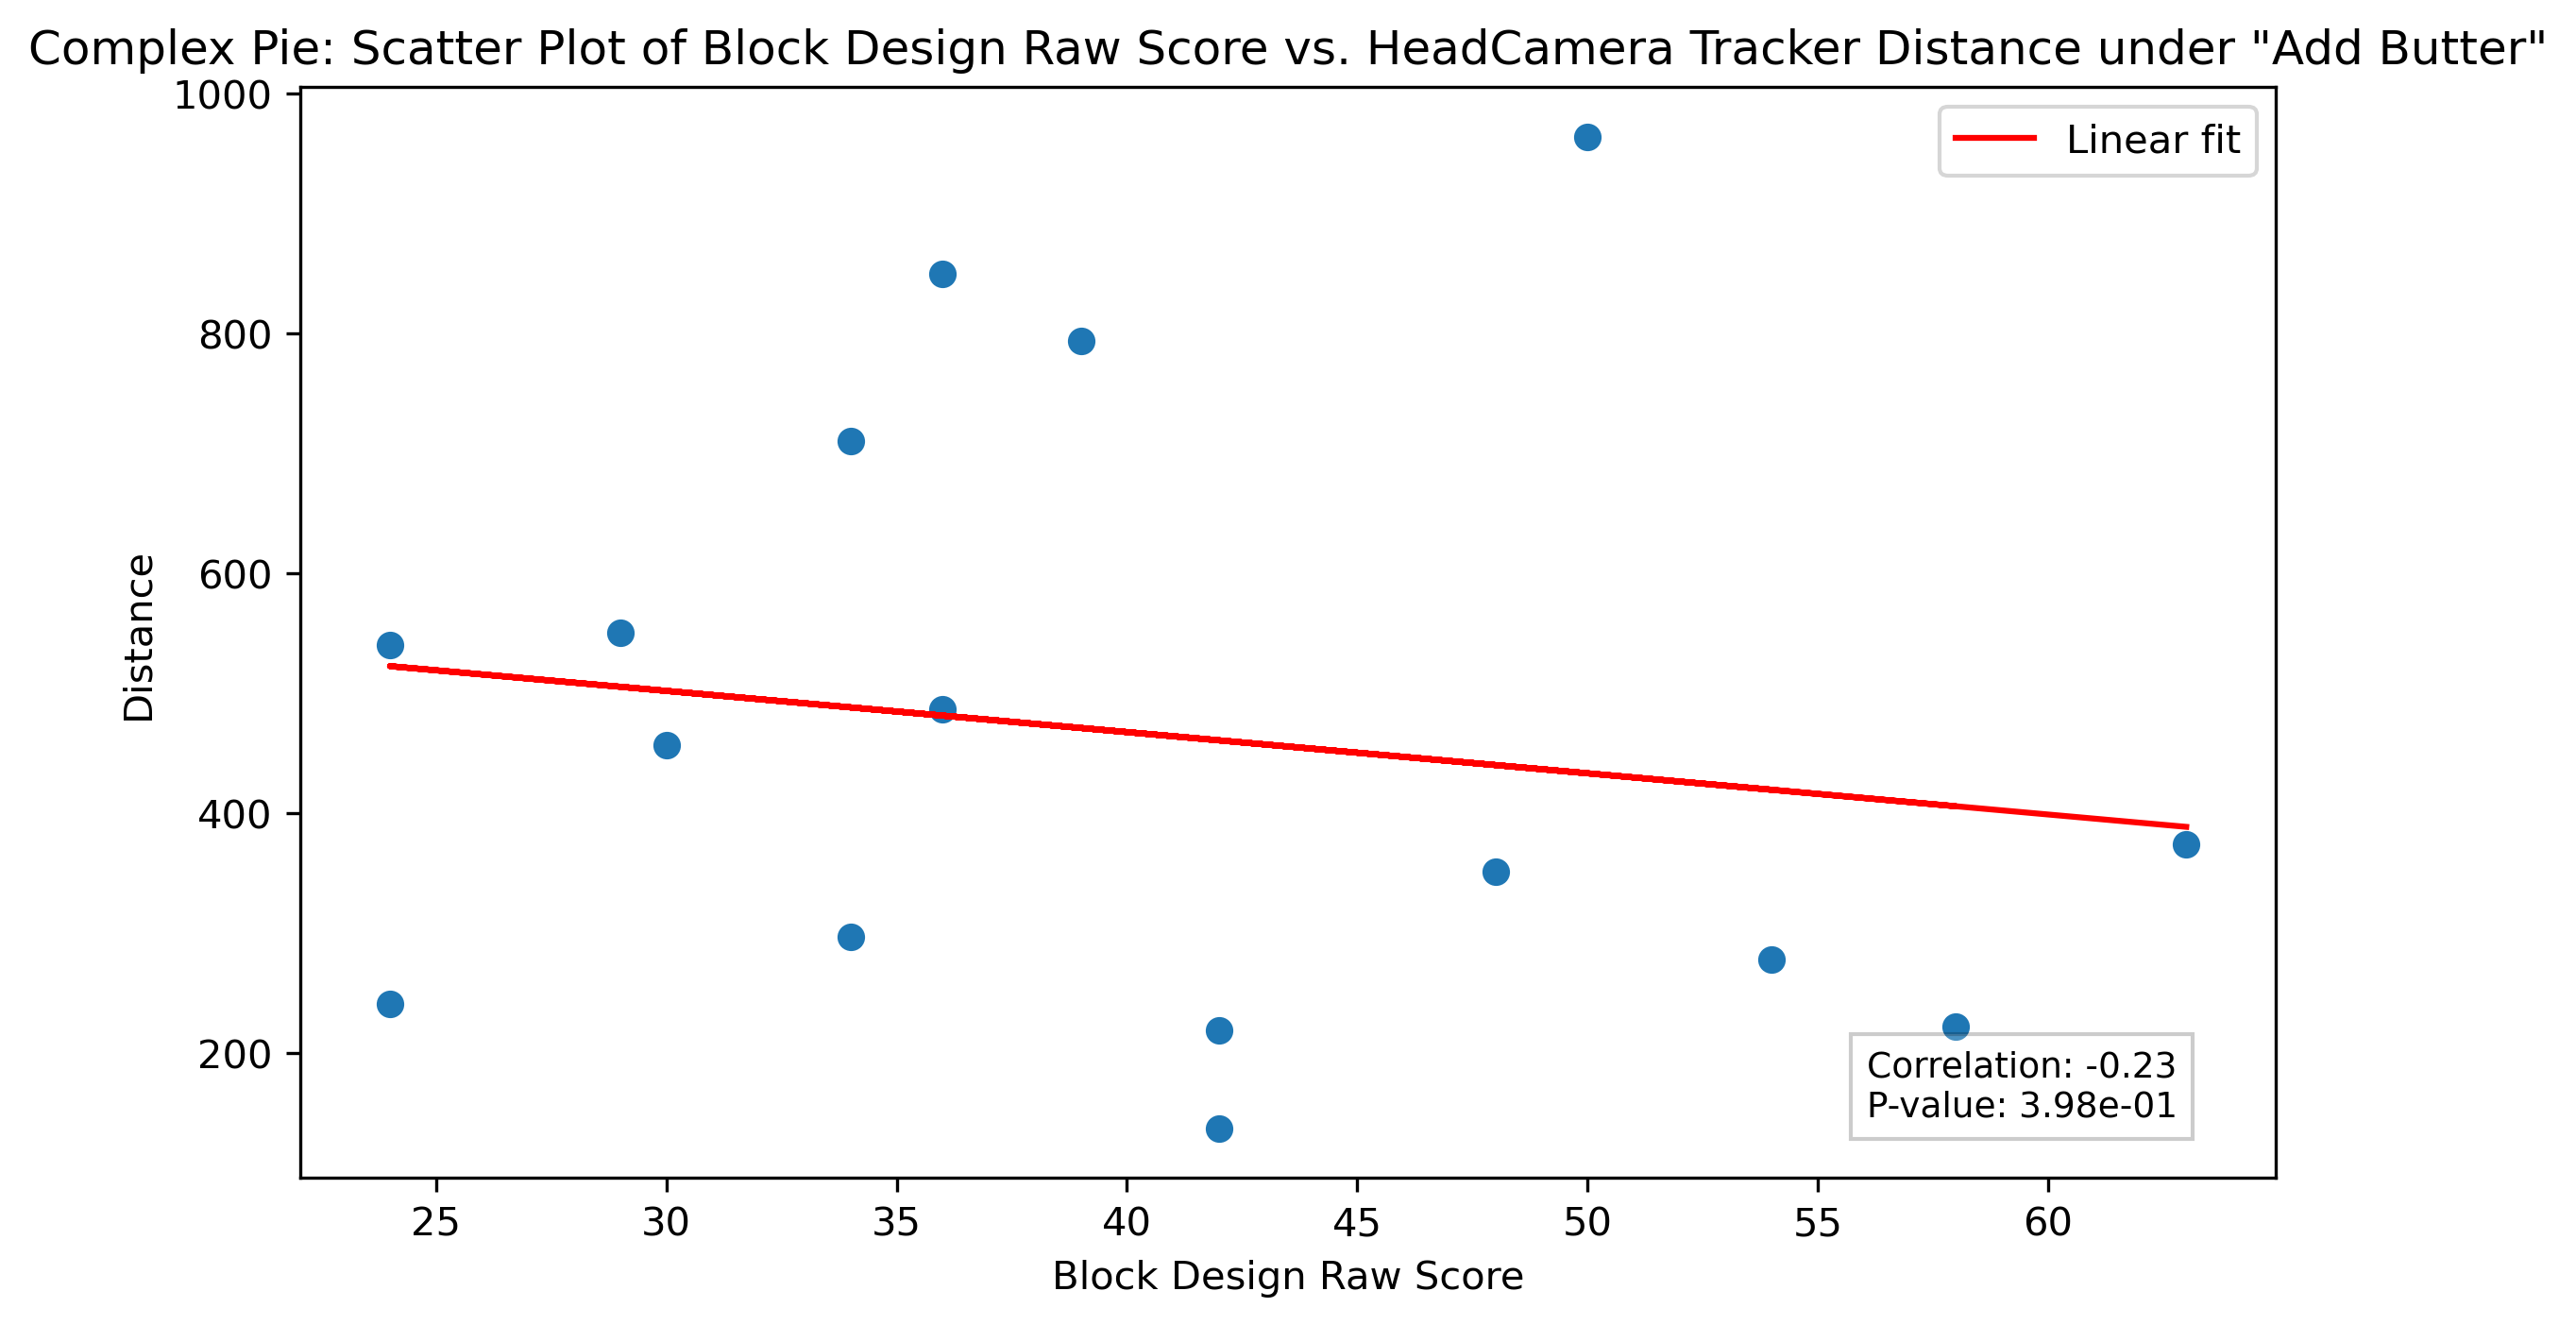 Complex Pie: Scatter Plot of Block Design Raw Score vs. HeadCamera Tracker Distance under "Add Butter"
Linear fit
1000
800
600
400
200
Distance
Correlation: -0.23
P-value: 3.98e-01
25 30 35 40 45 50 55 60
Block Design Raw Score